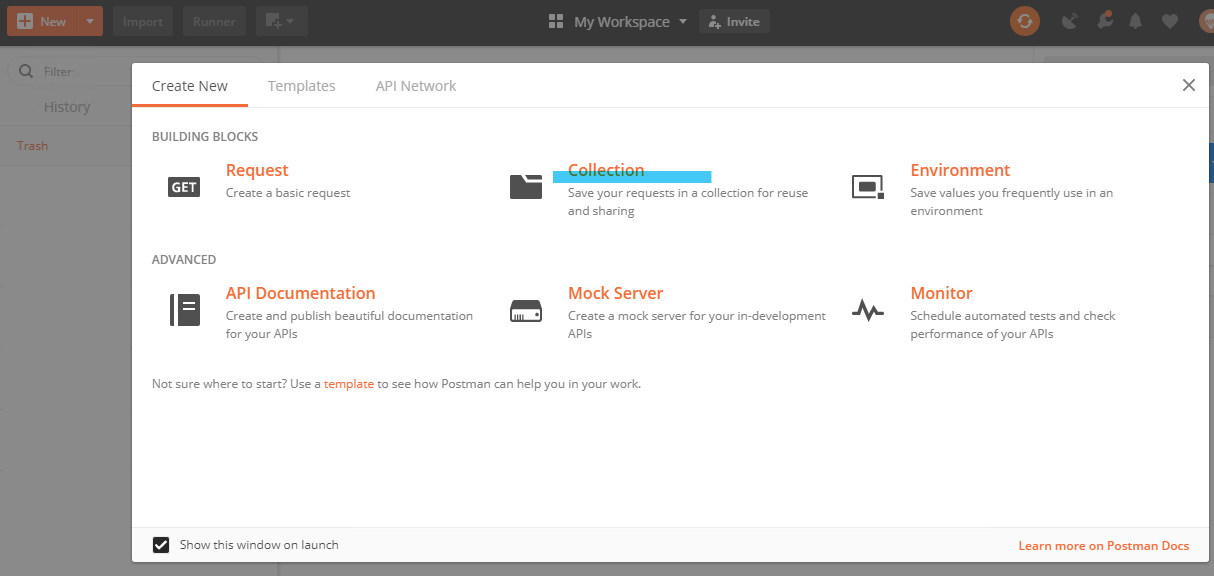 New
Import
Runner
My Workspace
Invite
Filter
History
Trash
Create New
Templates
API Network
BUILDING BLOCKS
GET
Request
Create a basic request
Collection
Save your requests in a collection for reuse
and sharing
Environment
Save values you frequently use in an
environment
ADVANCED
API Documentation
Create and publish beautiful documentation
for your APIs
Mock Server
Create a mock server for your in-development
APIs
Monitor
Schedule automated tests and check
performance of your APIs
Not sure where to start? Use a template to see how Postman can help you in your work.
Show this window on launch
Learn more on Postman Docs